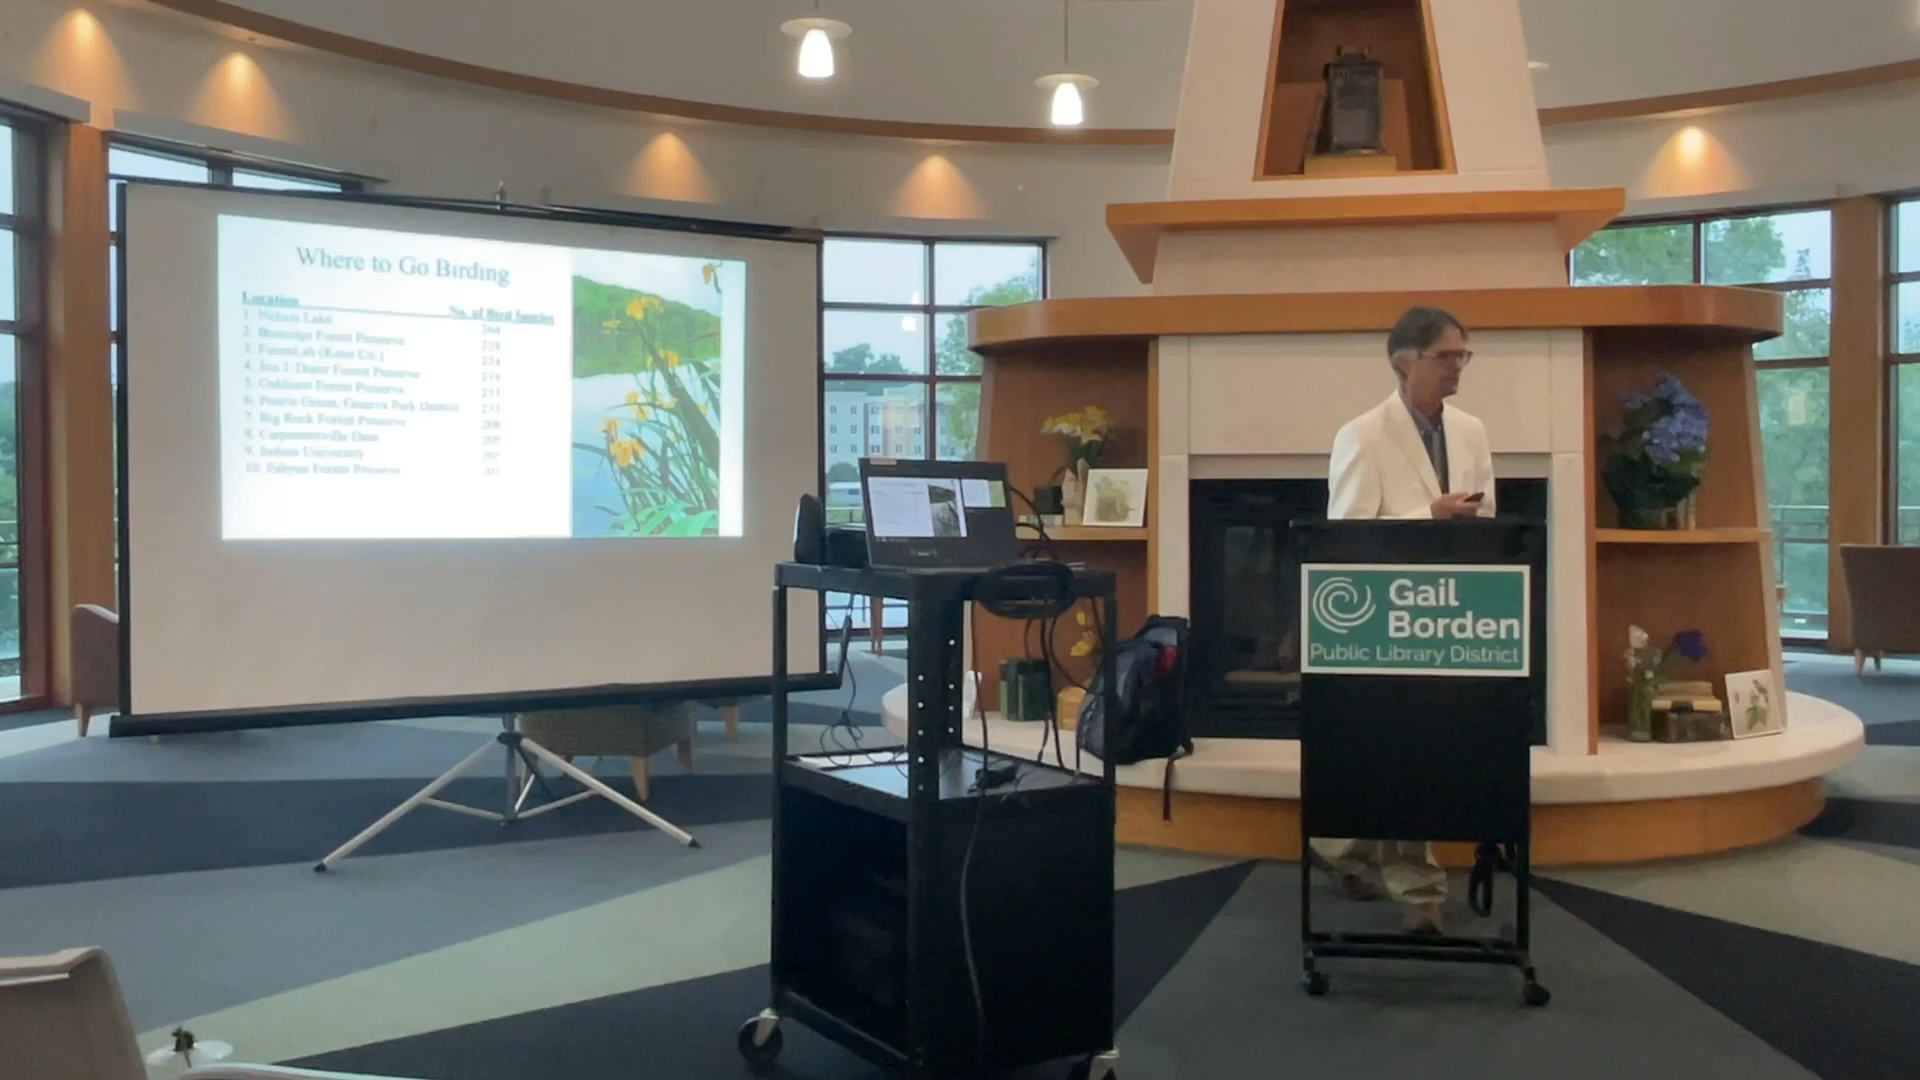 Where to Go Birding
Location No. of Bird Species
1. Nelson Lake 264
2. Forest Preserve
3. FermiLab (Kane Co.)
4. Jon J. Duerr Forest Preserve
5. Oakhurst Forest Preserve
6. Prairie Green, Geneva Park District
7. Big Rock Forest Preserve
8. Carpentersville Dam
9. Judson University
10. Fabyan Forest Preserve
Gail
Borden
Public Library District